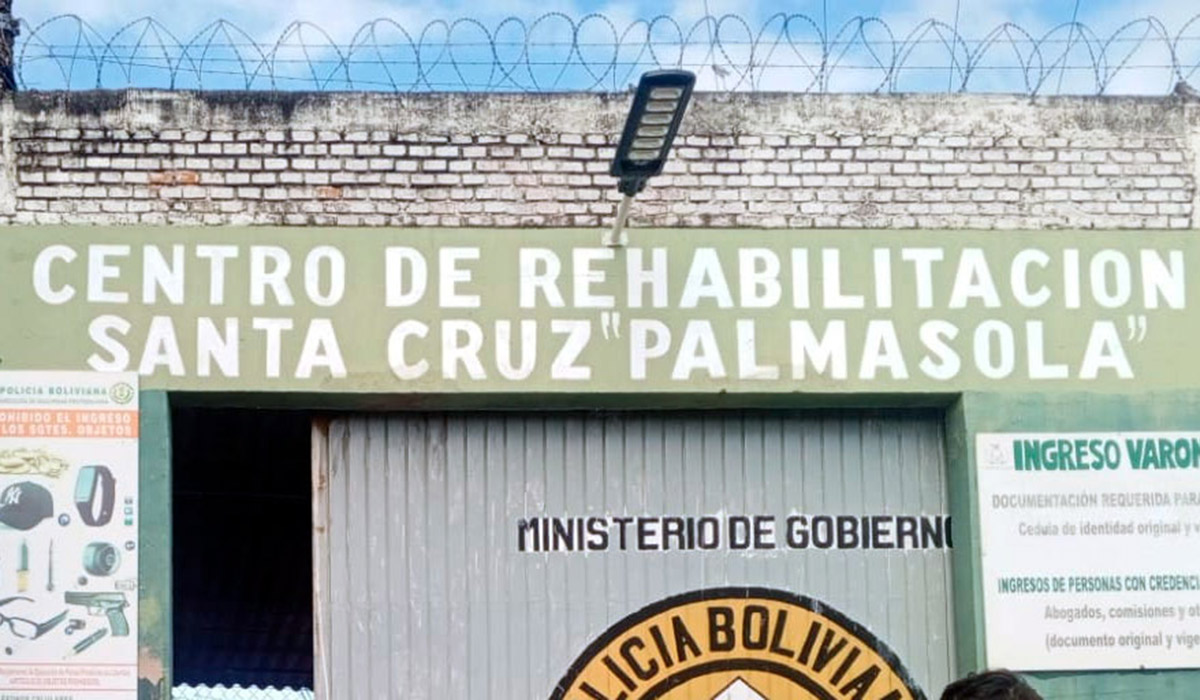 CENTRO DE REHABILITACION
SANTA CRUZ "PALMASOLA"
POLICIA BOLIVIANA
OHIBIDO EL INGRESO
LOS SGTES. OBJETOS
MINISTERIO DE GOBIERNO
LICIA BOLIVIA
INGRESO VARON
DOCUMENTACIÓN REQUERIDA PARA
Cedula de identidad original y
INGRESOS DE PERSONAS CON CREDENCI
Abogados, comisiones y ot
(documento original y vige